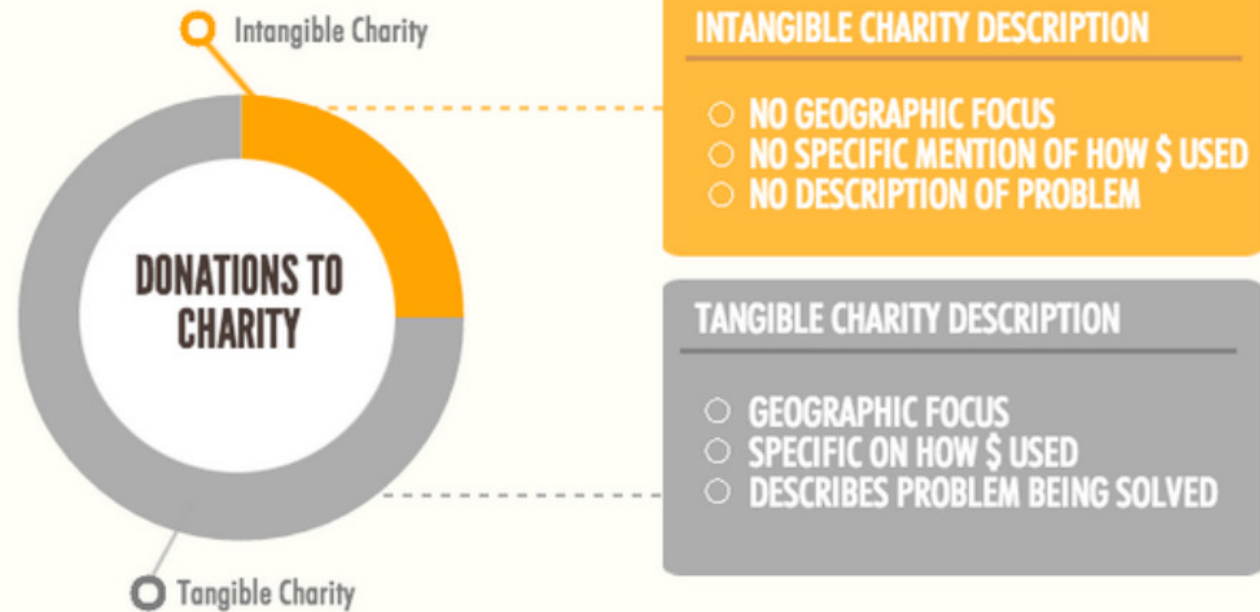 Intangible Charity
DONATIONS TO
CHARITY
Tangible Charity
INTANGIBLE CHARITY DESCRIPTION
NO GEOGRAPHIC FOCUS
NO SPECIFIC MENTION OF HOW $ USED
NO DESCRIPTION OF PROBLEM
TANGIBLE CHARITY DESCRIPTION
GEOGRAPHIC FOCUS
SPECIFIC ON HOW $ USED
DESCRIBES PROBLEM BEING SOLVED